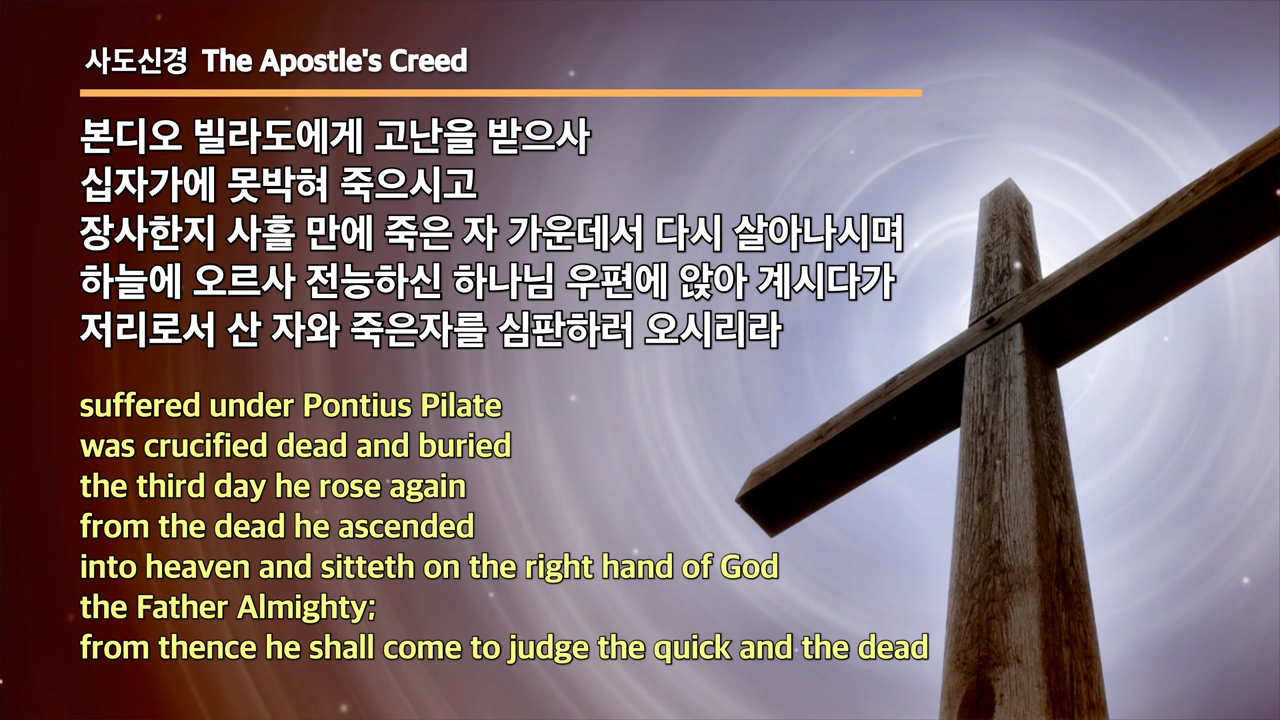 사도신경 The Apostle's Creed
본디오 빌라도에게 고난을 받으사
십자가에 못박혀 죽으시고
장사한지 사흘 만에 죽은 자 가운데서 다시 살아나시며
하늘에 오르사 전능하신 하나님 우편에 앉아 계시다가
저리로서 산 자와 죽은자를 심판하러 오시리라
suffered under Pontius Pilate
was crucified dead and buried
the third day he rose again
from the dead he ascended
into heaven and sitteth on the right hand of God
the Father Almighty;
from thence he shall come to judge the quick and the dead